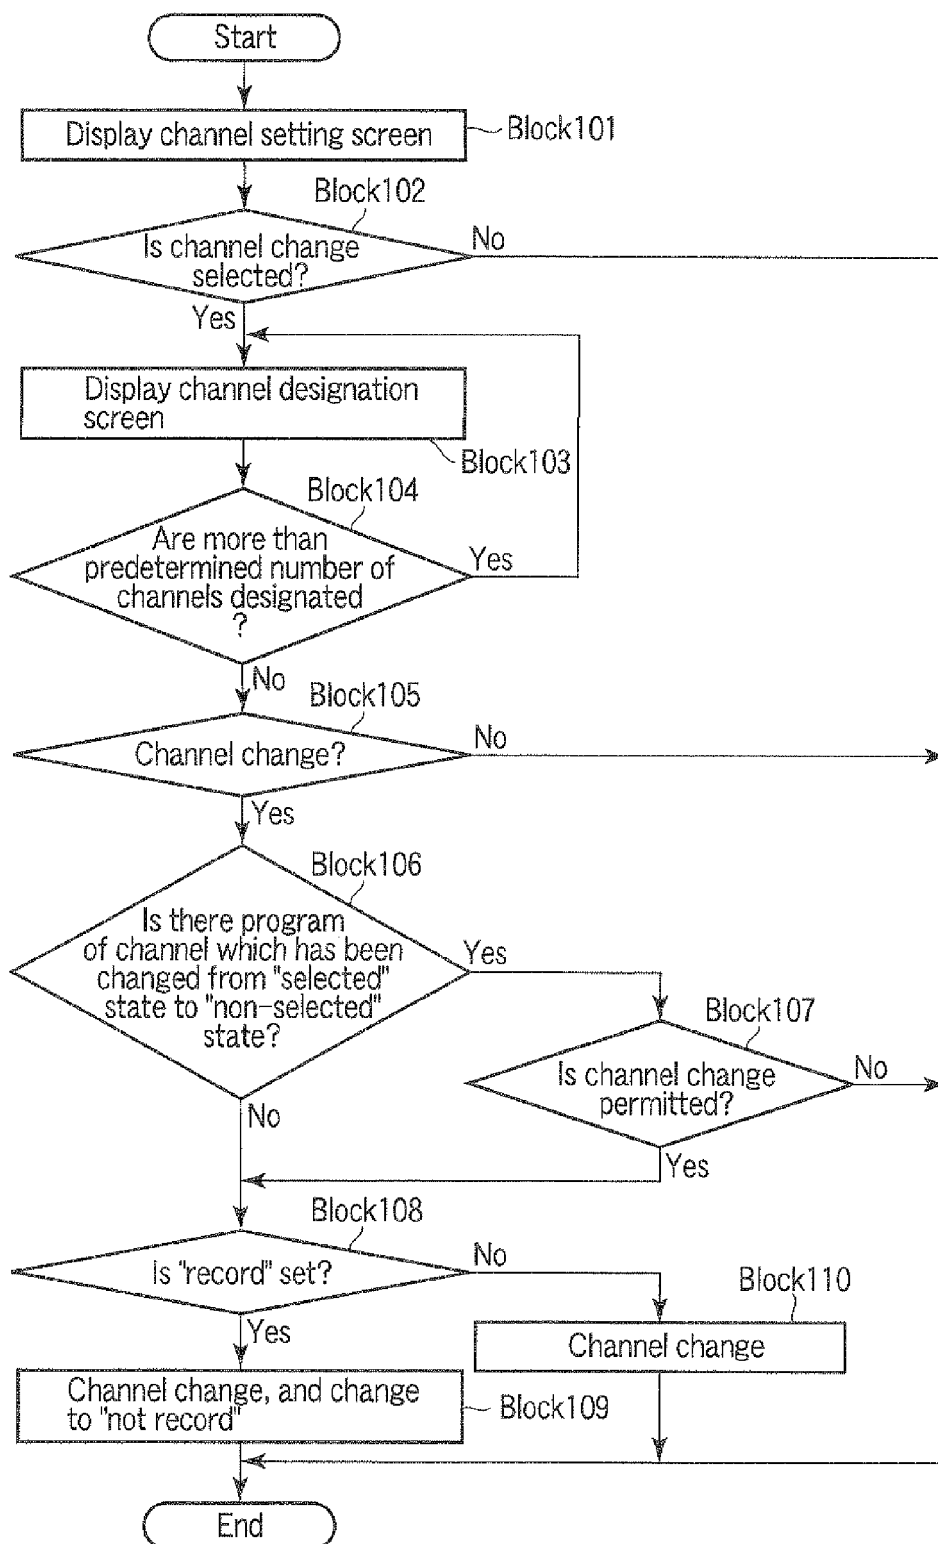 Start
Display channel setting screen
Block101
Block102
Is channel change
selected?
No
Yes
Display channel designation
screen
Block103
Block104
Are more than
predetermined number of
channels designated
?
Yes
No
Block105
Channel change?
No
Yes
Block106
Is there program
of channel which has been
changed from "selected"
state to "non-selected"
state?
Yes
Block107
Is channel change
permitted?
No
No
Yes
Block108
Is "record" set?
No
Block110
Yes
Channel change
Channel change, and change
to "not record"
Block109
End